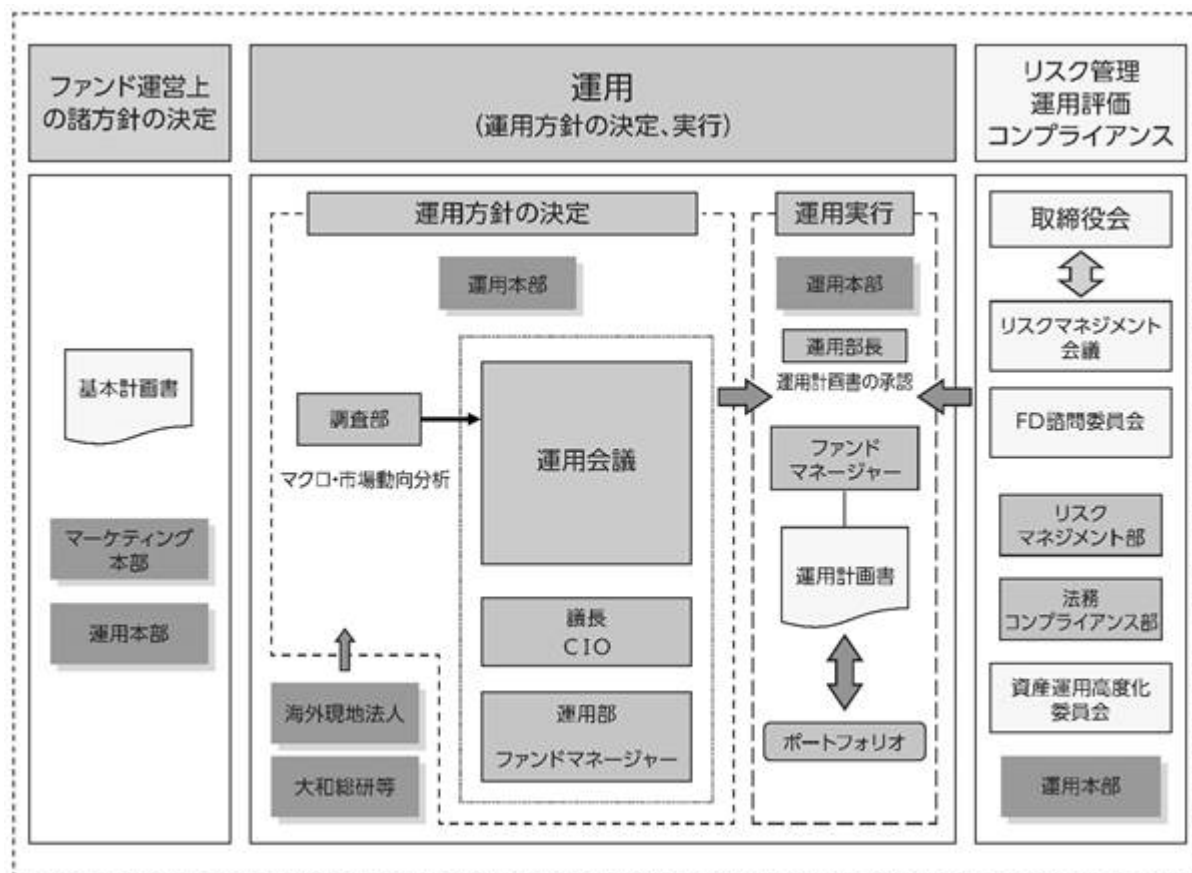 ファンド運営上
の諸方針の決定
基本計画書
マーケティング
本部
運用本部
運用
(運用方針の決定、実行)
運用方針の決定
運用本部
調査部
マクロ・市場動向分析
運用会議
議長
CIO
運用部
ファンドマネージャー
海外現地法人
大和総研等
運用実行
運用本部
運用部長
運用計画書の承認
ファンド
マネージャー
運用計画書
ポートフォリオ
リスク管理
運用評価
コンプライアンス
取締役会
リスクマネジメント
会議
FD諮問委員会
リスク
マネジメント部
法務
コンプライアンス部
資産運用高度化
委員会
運用本部